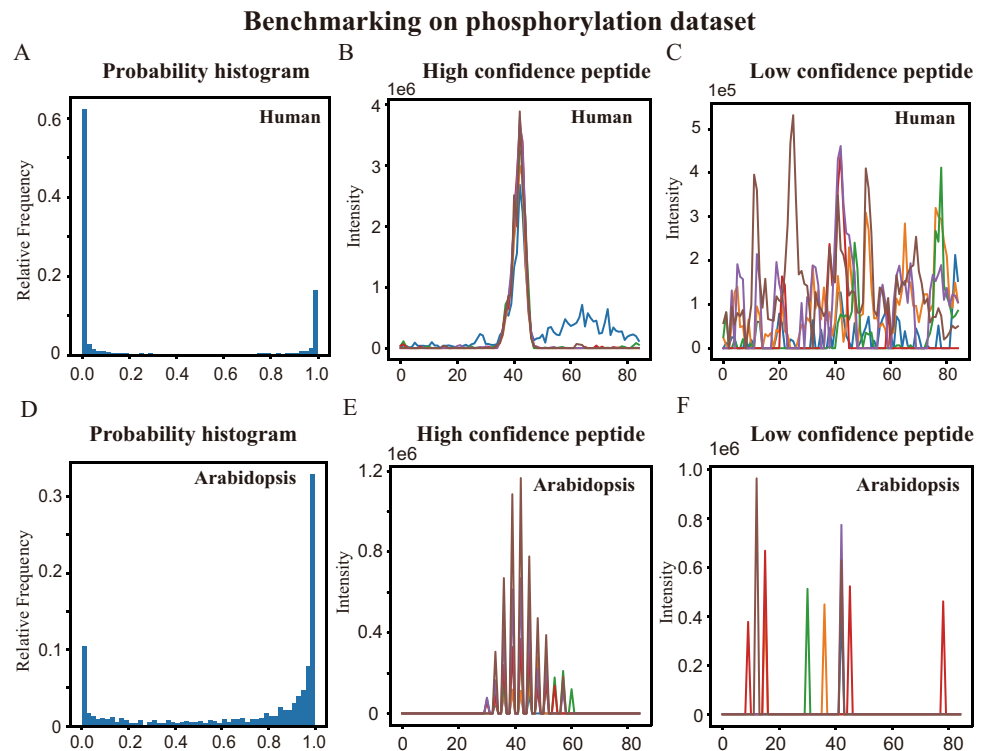 Benchmarking on phosphorylation dataset
A
Probability histogram
Human
Relative Frequency
0.6
0.4
0.2
0
0.0 0.2 0.4 0.6 0.8 1.0
B
High confidence peptide
1e6
Human
Intensity
4
3
2
1
0
0 20 40 60 80
C
Low confidence peptide
1e5
Human
Intensity
5
4
3
2
1
0
0 20 40 60 80
D
Probability histogram
Arabidopsis
Relative Frequency
0.3
0.2
0.1
0
0.0 0.2 0.4 0.6 0.8 1.0
E
High confidence peptide
1e6
Arabidopsis
Intensity
1.2
0.8
0.4
0
0 20 40 60 80
F
Low confidence peptide
1e6
Arabidopsis
Intensity
1.0
0.8
0.6
0.4
0.2
0
0 20 40 60 80